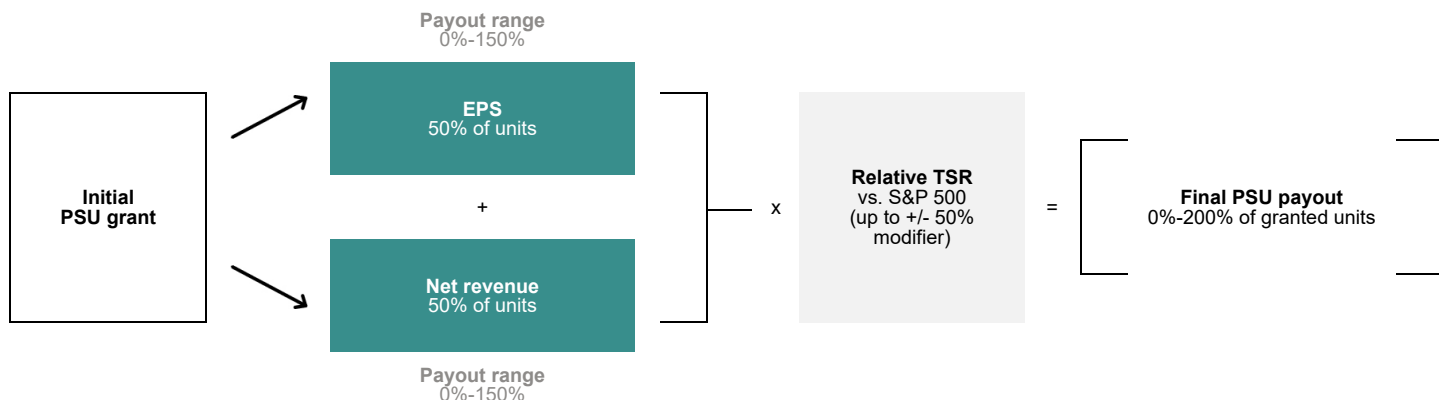 Payout range
0%-150%
EPS
50% of units
Initial
PSU grant
+
Net revenue
50% of units
Payout range
0%-150%
x
Relative TSR
vs. S&P 500
(up to +/- 50%
modifier)
=
Final PSU payout
0%-200% of granted units